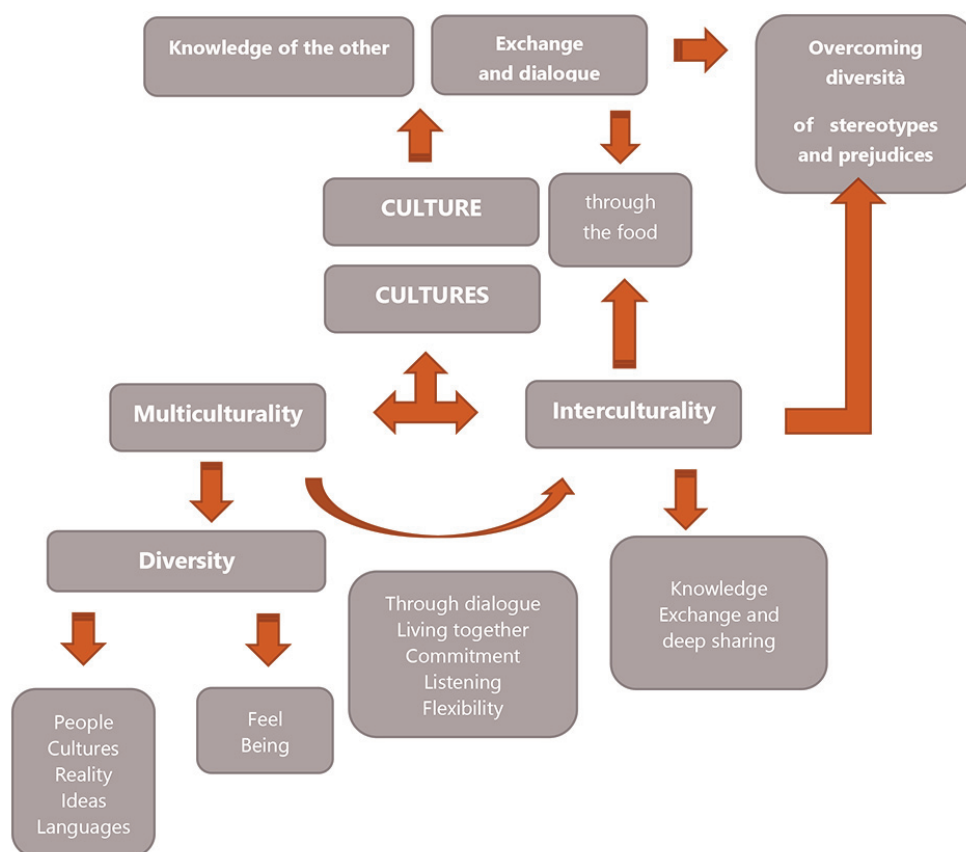 Knowledge of the other
Exchange
and dialogue
Overcoming
diversità
of stereotypes
and prejudices
CULTURE
through
the food
CULTURES
Multiculturality
Interculturality
Diversity
Through dialogue
Living together
Commitment
Listening
Flexibility
Knowledge
Exchange and
deep sharing
People
Cultures
Reality
Ideas
Languages
Feel
Being